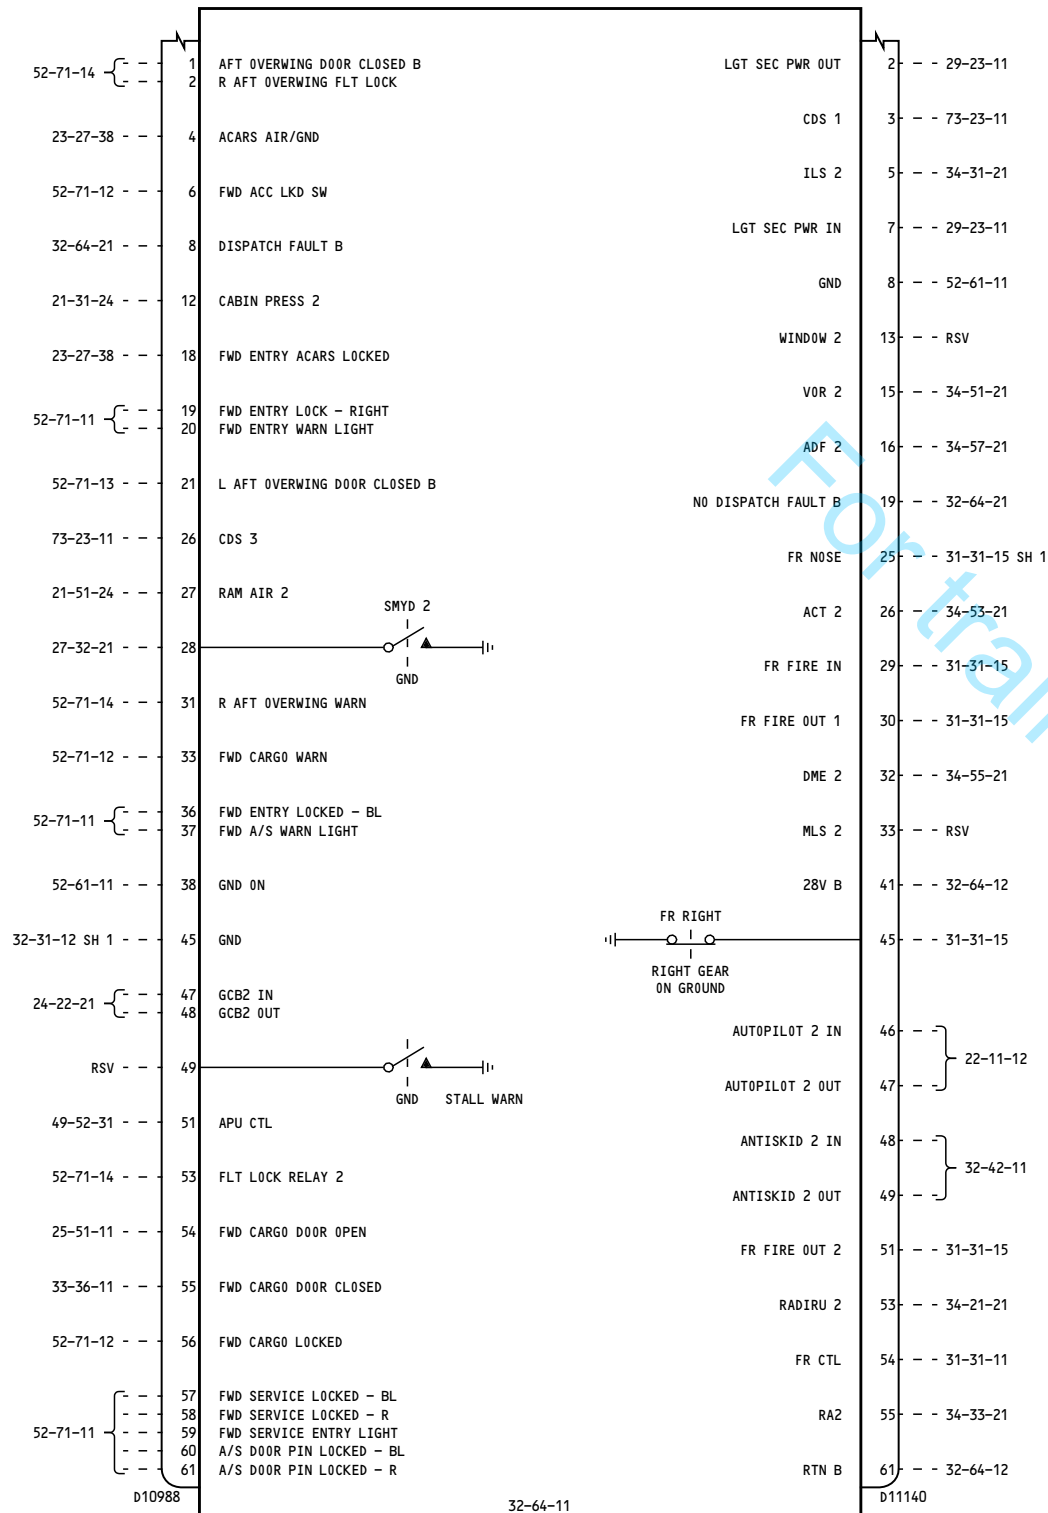 52-71-14
1 AFT OVERWING DOOR CLOSED B
2 R AFT OVERWING FLT LOCK
23-27-38 4 ACARS AIR/GND
52-71-12 6 FWD ACC LKD SW
32-64-21 8 DISPATCH FAULT B
21-31-24 12 CABIN PRESS 2
23-27-38 18 FWD ENTRY ACARS LOCKED
52-71-11
19 FWD ENTRY LOCK - RIGHT
20 FWD ENTRY WARN LIGHT
52-71-13 21 L AFT OVERWING DOOR CLOSED B
73-23-11 26 CDS 3
21-51-24 27 RAM AIR 2
SMYD 2
27-32-21 28
GND
52-71-14 31 R AFT OVERWING WARN
52-71-12 33 FWD CARGO WARN
52-71-11
36 FWD ENTRY LOCKED - BL
37 FWD A/S WARN LIGHT
52-61-11 38 GND ON
32-31-12 SH 1 45 GND
24-22-21
47 GCB2 IN
48 GCB2 OUT
RSV 49
GND STALL WARN
49-52-31 51 APU CTL
52-71-14 53 FLT LOCK RELAY 2
25-51-11 54 FWD CARGO DOOR OPEN
33-36-11 55 FWD CARGO DOOR CLOSED
52-71-12 56 FWD CARGO LOCKED
52-71-11
57 FWD SERVICE LOCKED - BL
58 FWD SERVICE LOCKED - R
59 FWD SERVICE ENTRY LIGHT
60 A/S DOOR PIN LOCKED - BL
61 A/S DOOR PIN LOCKED - R
D10988
LGT SEC PWR OUT 2 29-23-11
CDS 1 3 73-23-11
ILS 2 5 34-31-21
LGT SEC PWR IN 7 29-23-11
GND 8 52-61-11
WINDOW 2 13 RSV
VOR 2 15 34-51-21
ADF 2 16 34-57-21
NO DISPATCH FAULT B 19 32-64-21
FR NOSE 25 31-31-15 SH 1
ACT 2 26 34-53-21
FR FIRE IN 29 31-31-15
FR FIRE OUT 1 30 31-31-15
DME 2 32 34-55-21
MLS 2 33 RSV
28V B 41 32-64-12
FR RIGHT
45 31-31-15
RIGHT GEAR
ON GROUND
AUTOPILOT 2 IN 46
22-11-12
AUTOPILOT 2 OUT 47
ANTISKID 2 IN 48
32-42-11
ANTISKID 2 OUT 49
FR FIRE OUT 2 51 31-31-15
RADIRU 2 53 34-21-21
FR CTL 54 31-31-11
RA2 55 34-33-21
RTN B 61 32-64-12
D11140
32-64-11
For